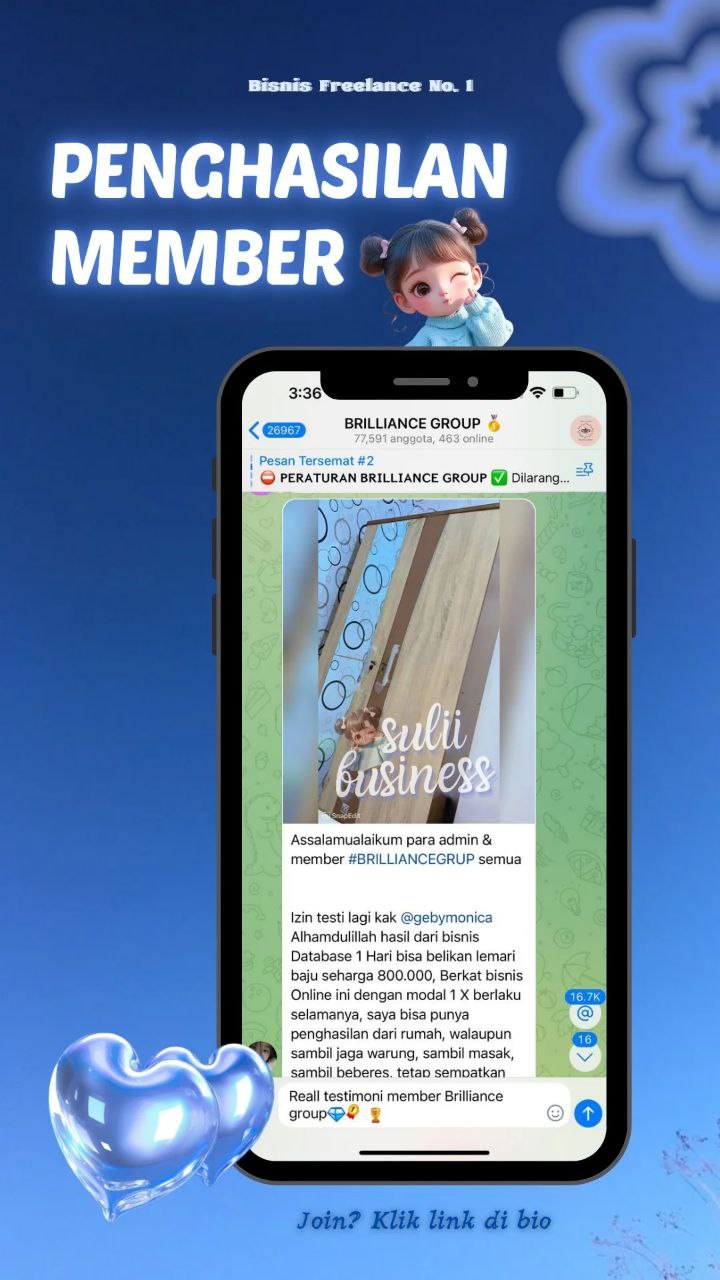 Bisnis Freelance No. 1
PENGHASILAN
MEMBER
3:36
26967
BRILLIANCE GROUP 🏅
77,591 anggota, 463 online
Pesan Tersemat #2
⛔ PERATURAN BRILLIANCE GROUP ✅ Dilarang...
sulii
business
SnapEdit
Assalamualaikum para admin &
member #BRILLIANCEGRUP semua
Izin testi lagi kak @gebymonica
Alhamdulillah hasil dari bisnis
Database 1 Hari bisa belikan lemari
baju seharga 800.000, Berkat bisnis
Online ini dengan modal 1 X berlaku
selamanya, saya bisa punya
penghasilan dari rumah, walaupun
sambil jaga warung, sambil masak,
sambil beberes, tetap sempatkan
16.7K
@
16
Reall testimoni member Brilliance
group💎🏅 🏆
Join? Klik link di bio